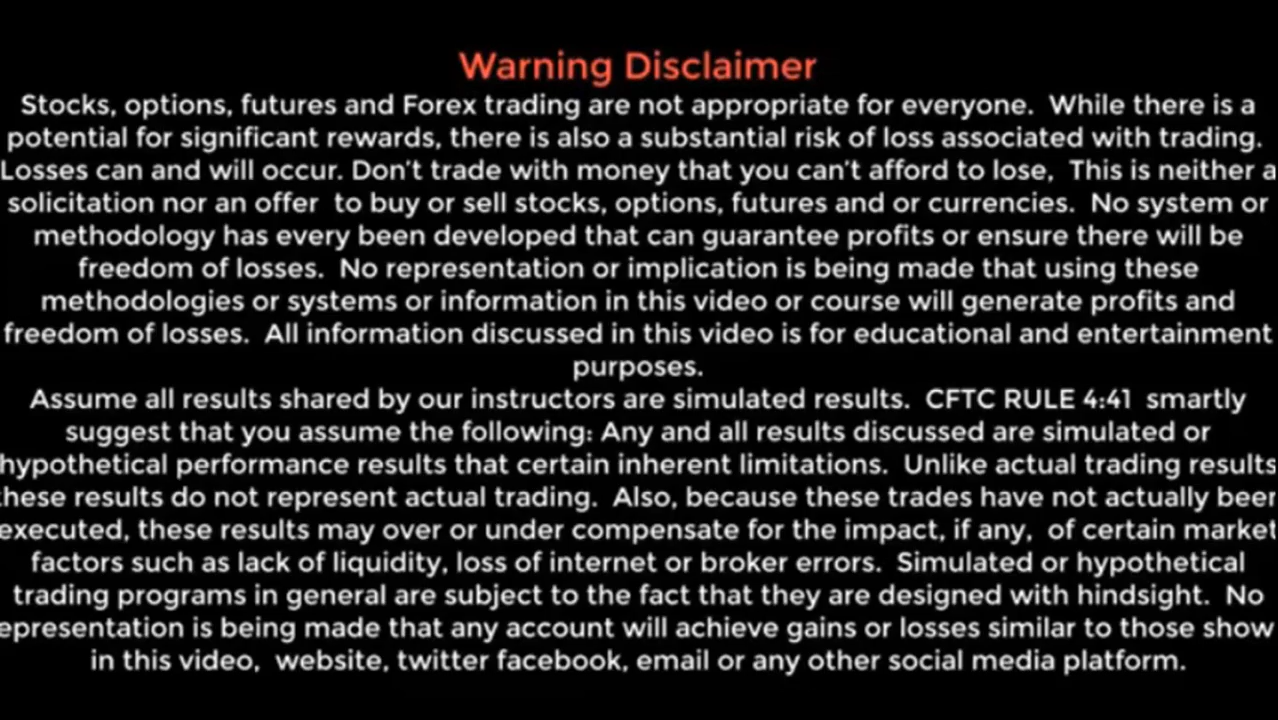 Warning Disclaimer
Stocks, options, futures and Forex trading are not appropriate for everyone. While there is a
potential for significant rewards, there is also a substantial risk of loss associated with trading.
Losses can and will occur. Don't trade with money that you can't afford to lose, This is neither a
solicitation nor an offer to buy or sell stocks, options, futures and or currencies. No system or
methodology has every been developed that can guarantee profits or ensure there will be
freedom of losses. No representation or implication is being made that using these
methodologies or systems or information in this video or course will generate profits and
freedom of losses. All information discussed in this video is for educational and entertainment
purposes.
Assume all results shared by our instructors are simulated results. CFTC RULE 4:41 smartly
suggest that you assume the following: Any and all results discussed are simulated or
hypothetical performance results that certain inherent limitations. Unlike actual trading results
hese results do not represent actual trading. Also, because these trades have not actually been
executed, these results may over or under compensate for the impact, if any, of certain market
factors such as lack of liquidity, loss of internet or broker errors. Simulated or hypothetical
trading programs in general are subject to the fact that they are designed with hindsight. No
epresentation is being made that any account will achieve gains or losses similar to those show
in this video, website, twitter facebook, email or any other social media platform.